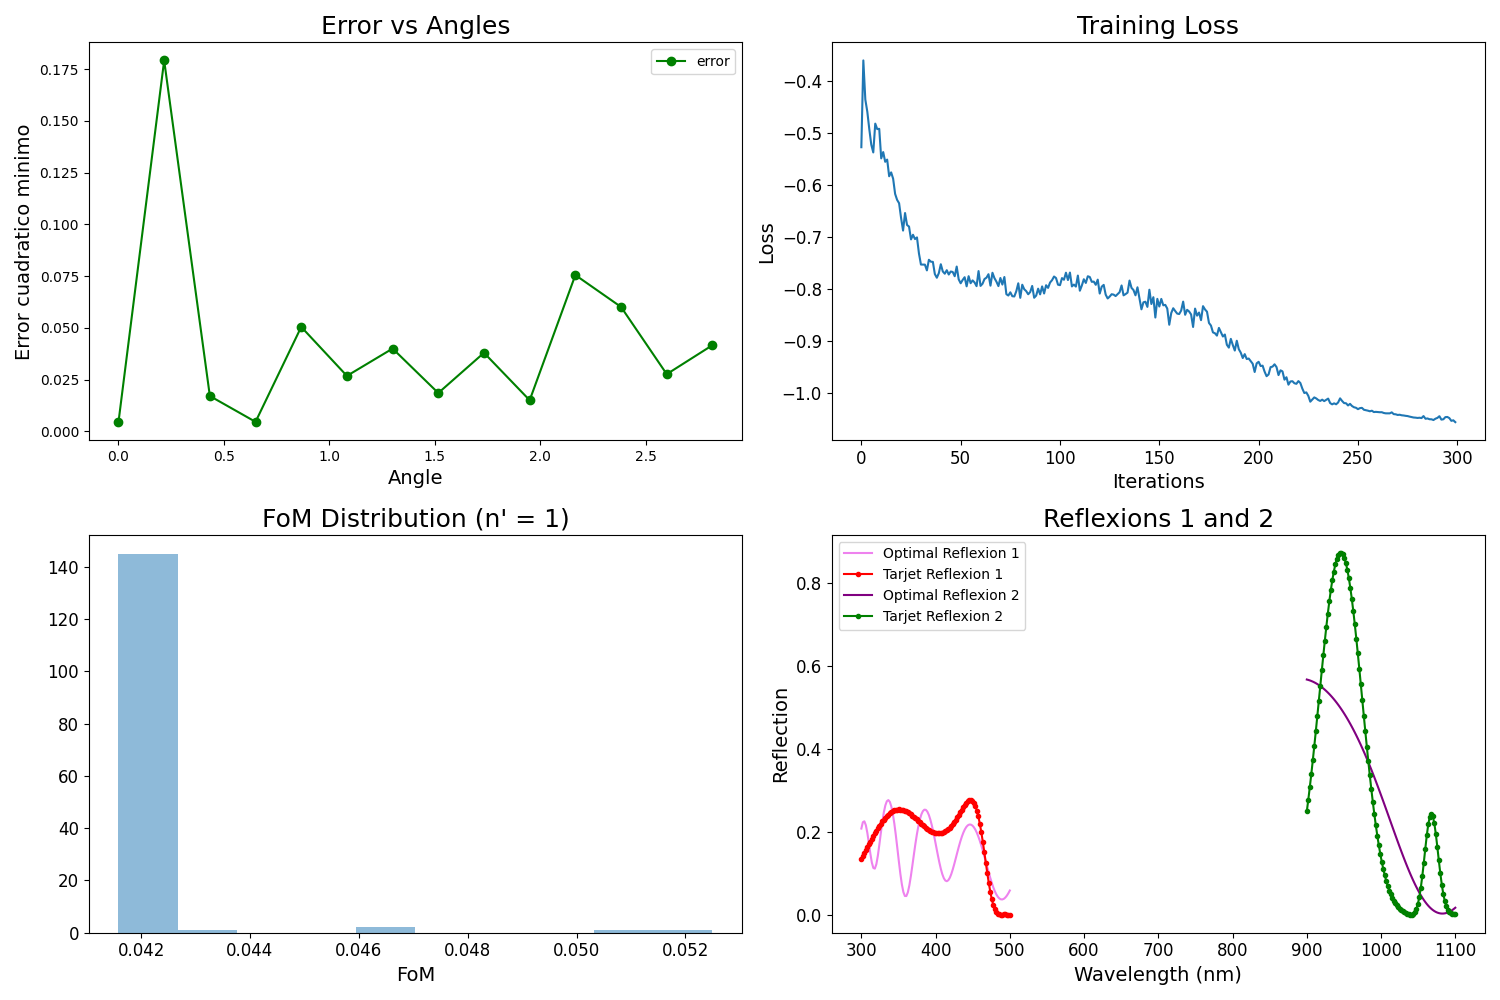 Error vs Angles
error
Error cuadratico minimo
0.175
0.150
0.125
0.100
0.075
0.050
0.025
0.000
0.0 0.5 1.0 1.5 2.0 2.5
Angle
Training Loss
Loss
−0.4
−0.5
−0.6
−0.7
−0.8
−0.9
−1.0
0 50 100 150 200 250 300
Iterations
FoM Distribution (n' = 1)
140
120
100
80
60
40
20
0
0.042 0.044 0.046 0.048 0.050 0.052
FoM
Reflexions 1 and 2
Optimal Reflexion 1
Tarjet Reflexion 1
Optimal Reflexion 2
Tarjet Reflexion 2
Reflection
0.8
0.6
0.4
0.2
0.0
300 400 500 600 700 800 900 1000 1100
Wavelength (nm)